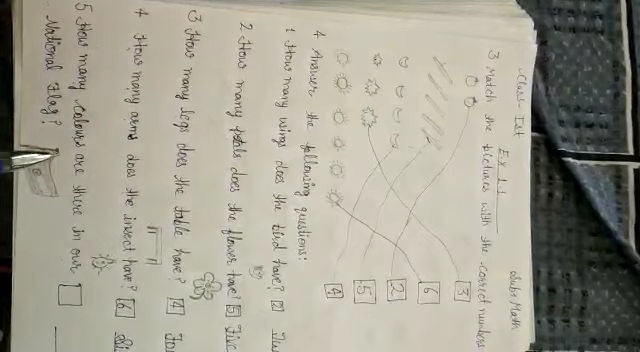 Class-Ist Sub: Math
Ex 1.1
3 Match the pictures with the correct numbers
3
6
2
5
4
4 Answer the following questions:
1 How many wings does the bird have? 2
2 How many petals does the flower have? 5 Five
3 How many legs does the table have? 4
4 How many arms does the insect have? 6
5 How many colours are there in our
National Flag?